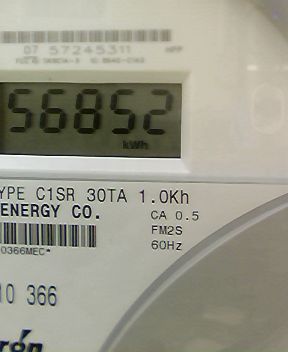 07 57245311
56852
kWh
YPE C1SR 30TA 1.0Kh
ENERGY CO.
CA 0.5
FM2S
60Hz
0366MEC*
10 366
rón